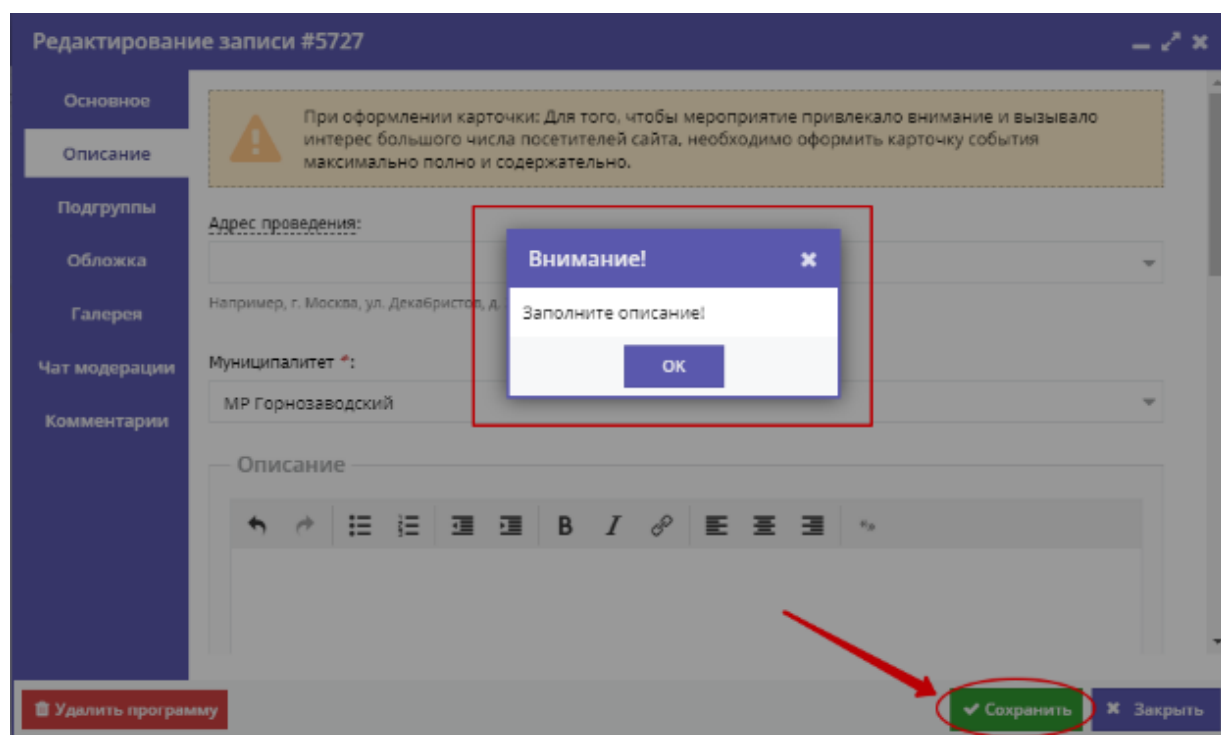 Редактирование записи #5727
Основное
Описание
Подгруппы
Обложка
Галерея
Чат модерации
Комментарии
При оформлении карточки: Для того, чтобы мероприятие привлекало внимание и вызывало
интерес большого числа посетителей сайта, необходимо оформить карточку события
максимально полно и содержательно.
Адрес проведения:
Например, г. Москва, ул. Декабристов, д.
Внимание!
Заполните описание!
ОК
Муниципалитет *:
МР Горнозаводский
Описание
B I
Удалить программу
Сохранить
Закрыть